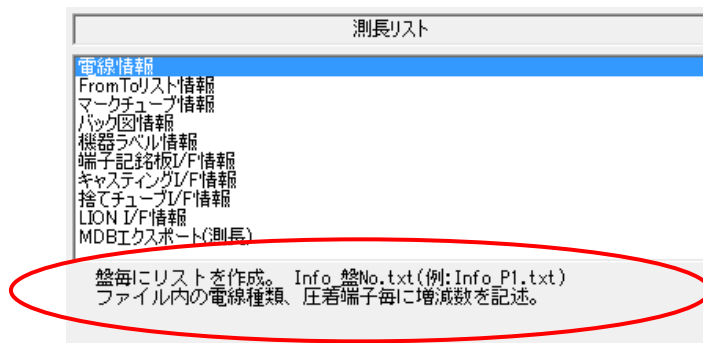 測長リスト
電線情報
FromToリスト情報
マークチューブ情報
バック図情報
機器ラベル情報
端子記銘板I/F情報
キャスティングI/F情報
捨てチューブI/F情報
LION I/F情報
MDBエクスポート(測長)
盤毎にリストを作成。 Info_盤No.txt(例:Info_P1.txt)
ファイル内の電線種類、圧着端子毎に増減数を記述。